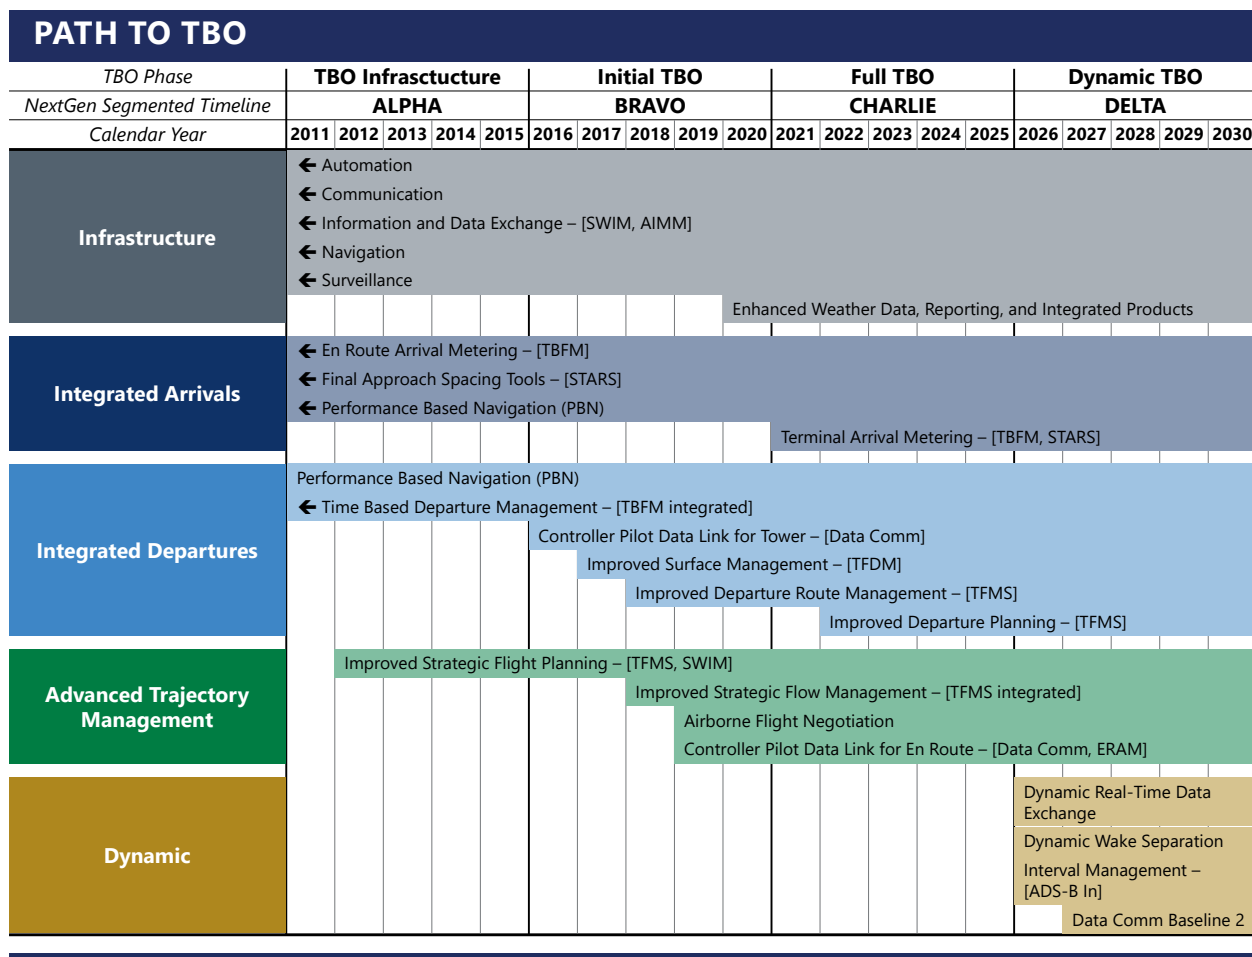 PATH TO TBO
TBO Phase TBO Infrasctucture Initial TBO Full TBO Dynamic TBO
NextGen Segmented Timeline ALPHA BRAVO CHARLIE DELTA
Calendar Year 2011 2012 2013 2014 2015 2016 2017 2018 2019 2020 2021 2022 2023 2024 2025 2026 2027 2028 2029 2030
Infrastructure
← Automation
← Communication
← Information and Data Exchange – [SWIM, AIMM]
← Navigation
← Surveillance
Enhanced Weather Data, Reporting, and Integrated Products
Integrated Arrivals
← En Route Arrival Metering – [TBFM]
← Final Approach Spacing Tools – [STARS]
← Performance Based Navigation (PBN)
Terminal Arrival Metering – [TBFM, STARS]
Integrated Departures
Performance Based Navigation (PBN)
← Time Based Departure Management – [TBFM integrated]
Controller Pilot Data Link for Tower – [Data Comm]
Improved Surface Management – [TFDM]
Improved Departure Route Management – [TFMS]
Improved Departure Planning – [TFMS]
Advanced Trajectory
Management
Improved Strategic Flight Planning – [TFMS, SWIM]
Improved Strategic Flow Management – [TFMS integrated]
Airborne Flight Negotiation
Controller Pilot Data Link for En Route – [Data Comm, ERAM]
Dynamic
Dynamic Real-Time Data
Exchange
Dynamic Wake Separation
Interval Management –
[ADS-B In]
Data Comm Baseline 2